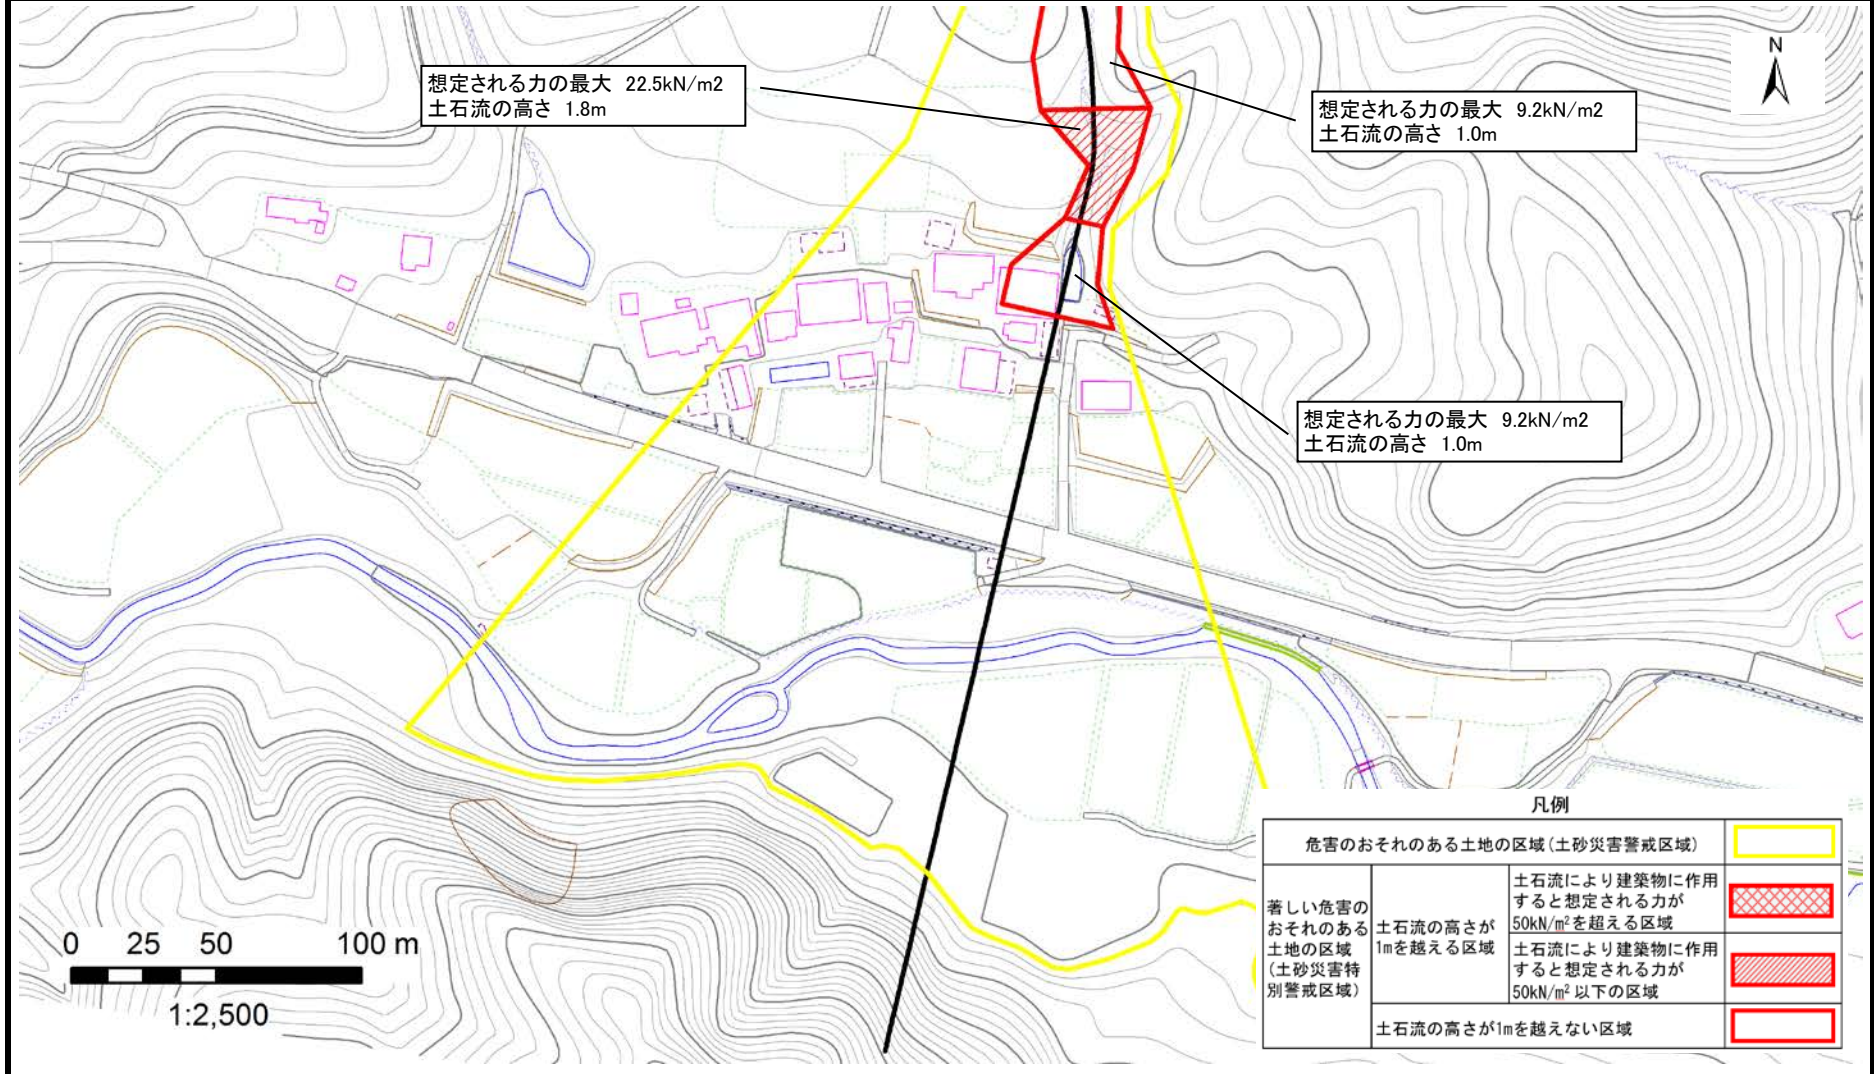 N
想定される力の最大 22.5kN/m2
土石流の高さ 1.8m
想定される力の最大 9.2kN/m2
土石流の高さ 1.0m
想定される力の最大 9.2kN/m2
土石流の高さ 1.0m
凡例
危害のおそれのある土地の区域(土砂災害警戒区域)
著しい危害の
おそれのある
土地の区域
(土砂災害特
別警戒区域)
土石流の高さが
1mを越える区域
土石流により建築物に作用
すると想定される力が
50kN/㎡を超える区域
土石流により建築物に作用
すると想定される力が
50kN/㎡ 以下の区域
土石流の高さが1mを越えない区域
0 25 50 100 m
1:2,500